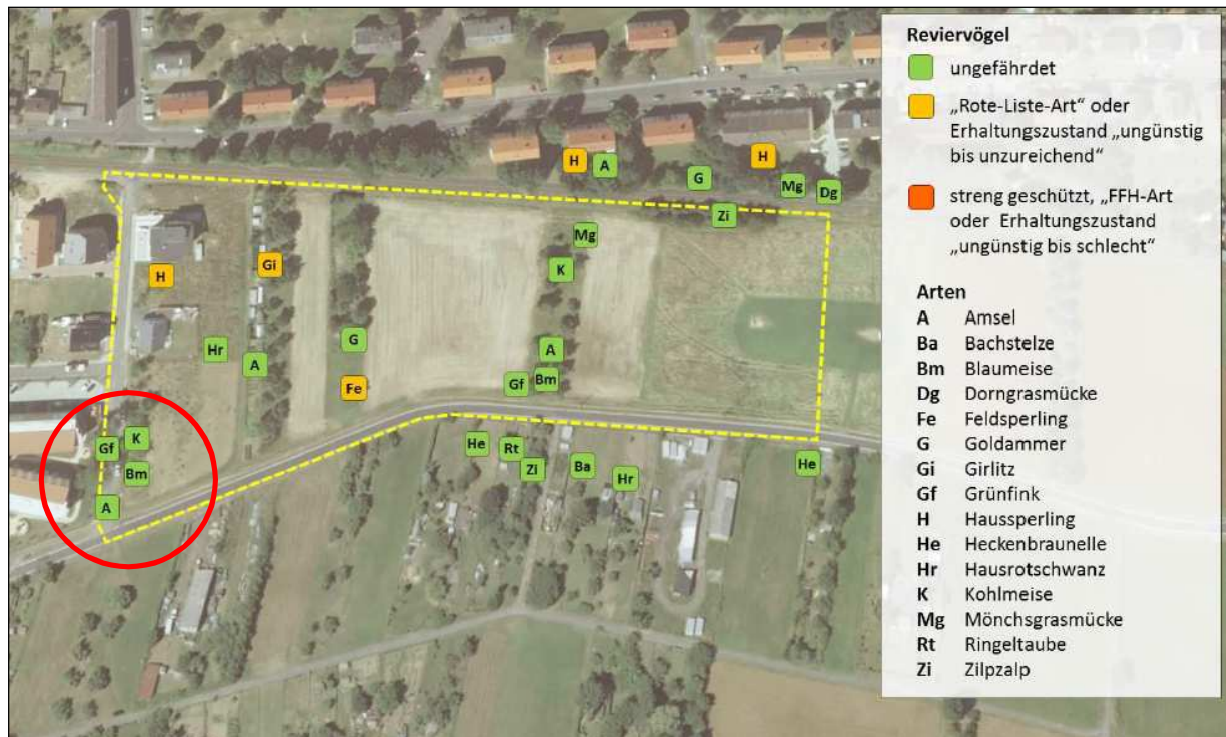 Reviervögel
ungefährdet
„Rote-Liste-Art“ oder
Erhaltungszustand „ungünstig
bis unzureichend“
streng geschützt, „FFH-Art
oder Erhaltungszustand
„ungünstig bis schlecht“
Arten
A Amsel
Ba Bachstelze
Bm Blaumeise
Dg Dorngrasmücke
Fe Feldsperling
G Goldammer
Gi Girlitz
Gf Grünfink
H Haussperling
He Heckenbraunelle
Hr Hausrotschwanz
K Kohlmeise
Mg Mönchsgrasmücke
Rt Ringeltaube
Zi Zilpzalp
H A G H Mg Dg
Zi
Mg
H Gi K
Hr A G A
Fe Gf Bm
Gf K He Rt Zi Ba Hr He
Bm
A